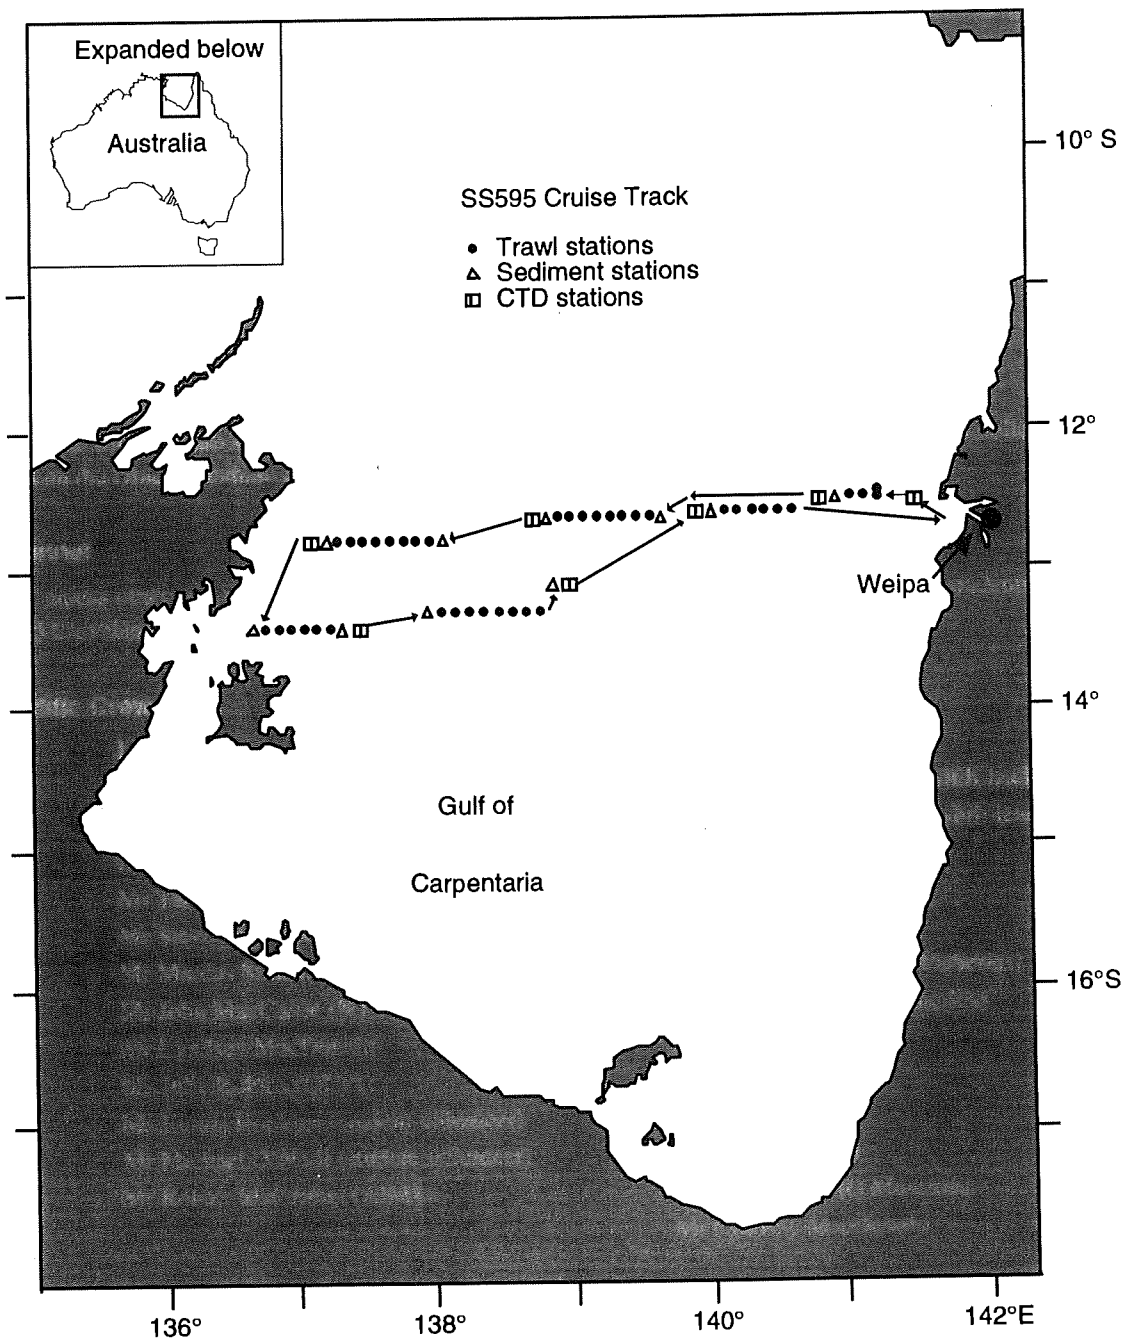 Expanded below
Australia
SS595 Cruise Track
Trawl stations
Sediment stations
CTD stations
10° S
12°
Weipa
14°
Gulf of
Carpentaria
16°S
136°
138°
140°
142°E